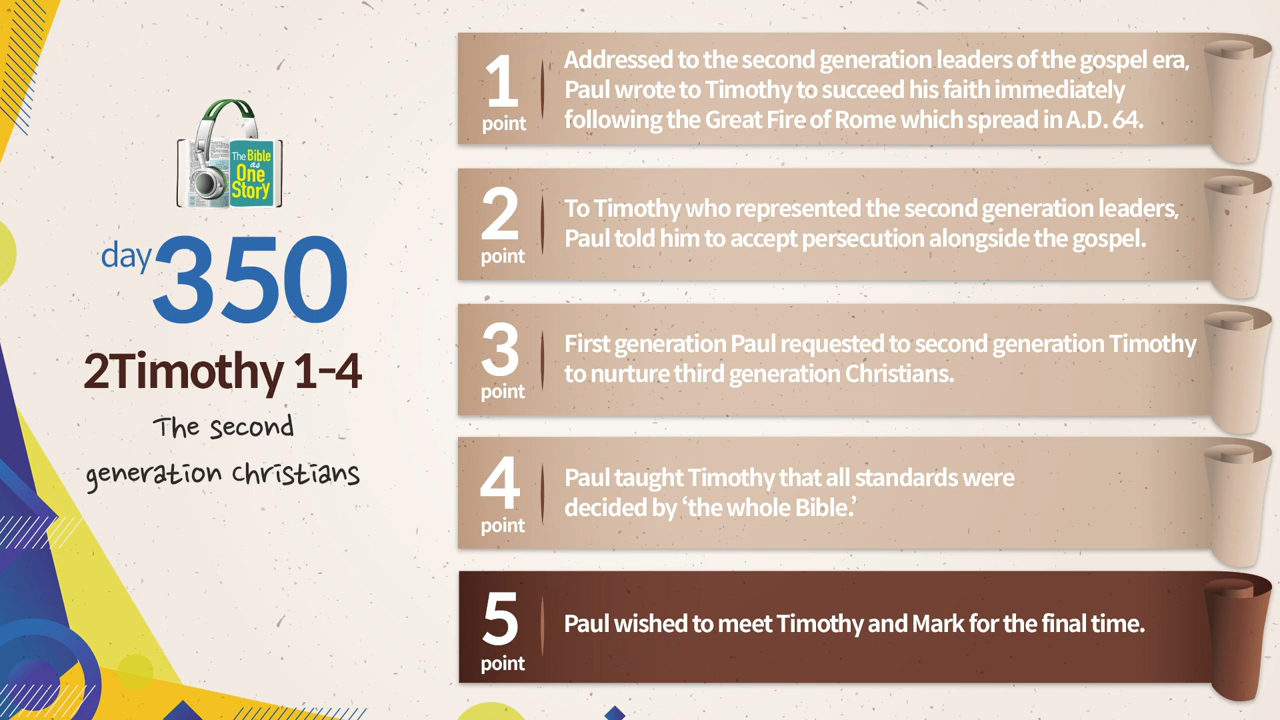 The Bible
as
One
Story
day 350
2Timothy 1-4
The second
generation christians
1
point
Addressed to the second generation leaders of the gospel era,
Paul wrote to Timothy to succeed his faith immediately
following the Great Fire of Rome which spread in A.D. 64.
2
point
To Timothy who represented the second generation leaders,
Paul told him to accept persecution alongside the gospel.
3
point
First generation Paul requested to second generation Timothy
to nurture third generation Christians.
4
point
Paul taught Timothy that all standards were
decided by ‘the whole Bible.’
5
point
Paul wished to meet Timothy and Mark for the final time.